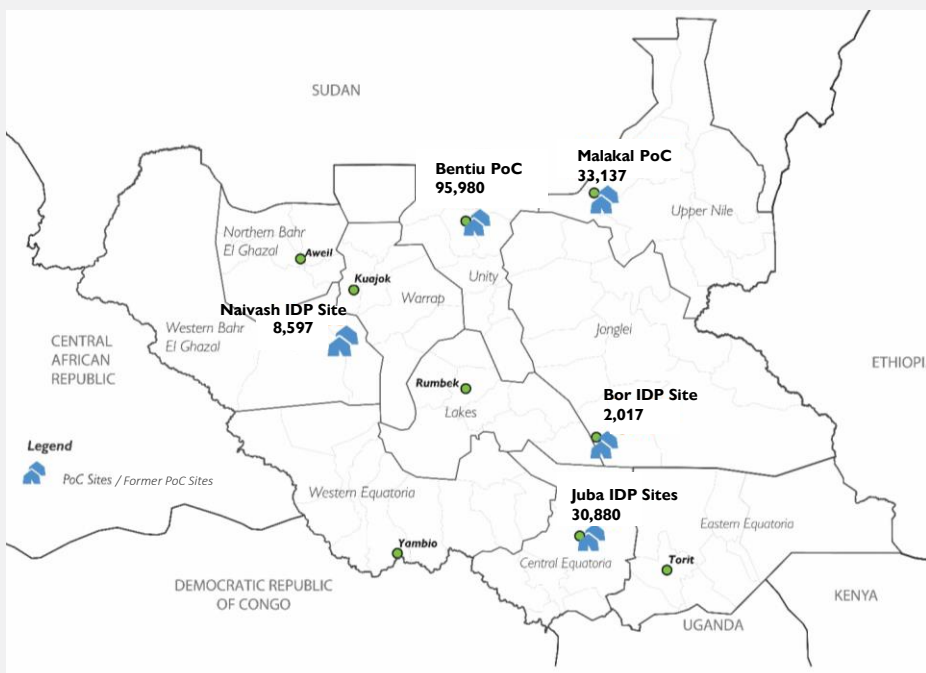 SUDAN
Bentiu PoC
95,980
Malakal PoC
33,137
Upper Nile
Northern Bahr
El Ghazal
Aweil
Kuajok
Unity
Warrap
Naivash IDP Site
8,597
Western Bahr
El Ghazal
Jonglei
CENTRAL
AFRICAN
REPUBLIC
ETHIOPI
Rumbek
Lakes
Bor IDP Site
2,017
Legend
PoC Sites / Former PoC Sites
Western Equatoria
Juba IDP Sites
30,880
Eastern Equatoria
Yambio
Central Equatoria
Torit
DEMOCRATIC REPUBLIC
OF CONGO
KENYA
UGANDA